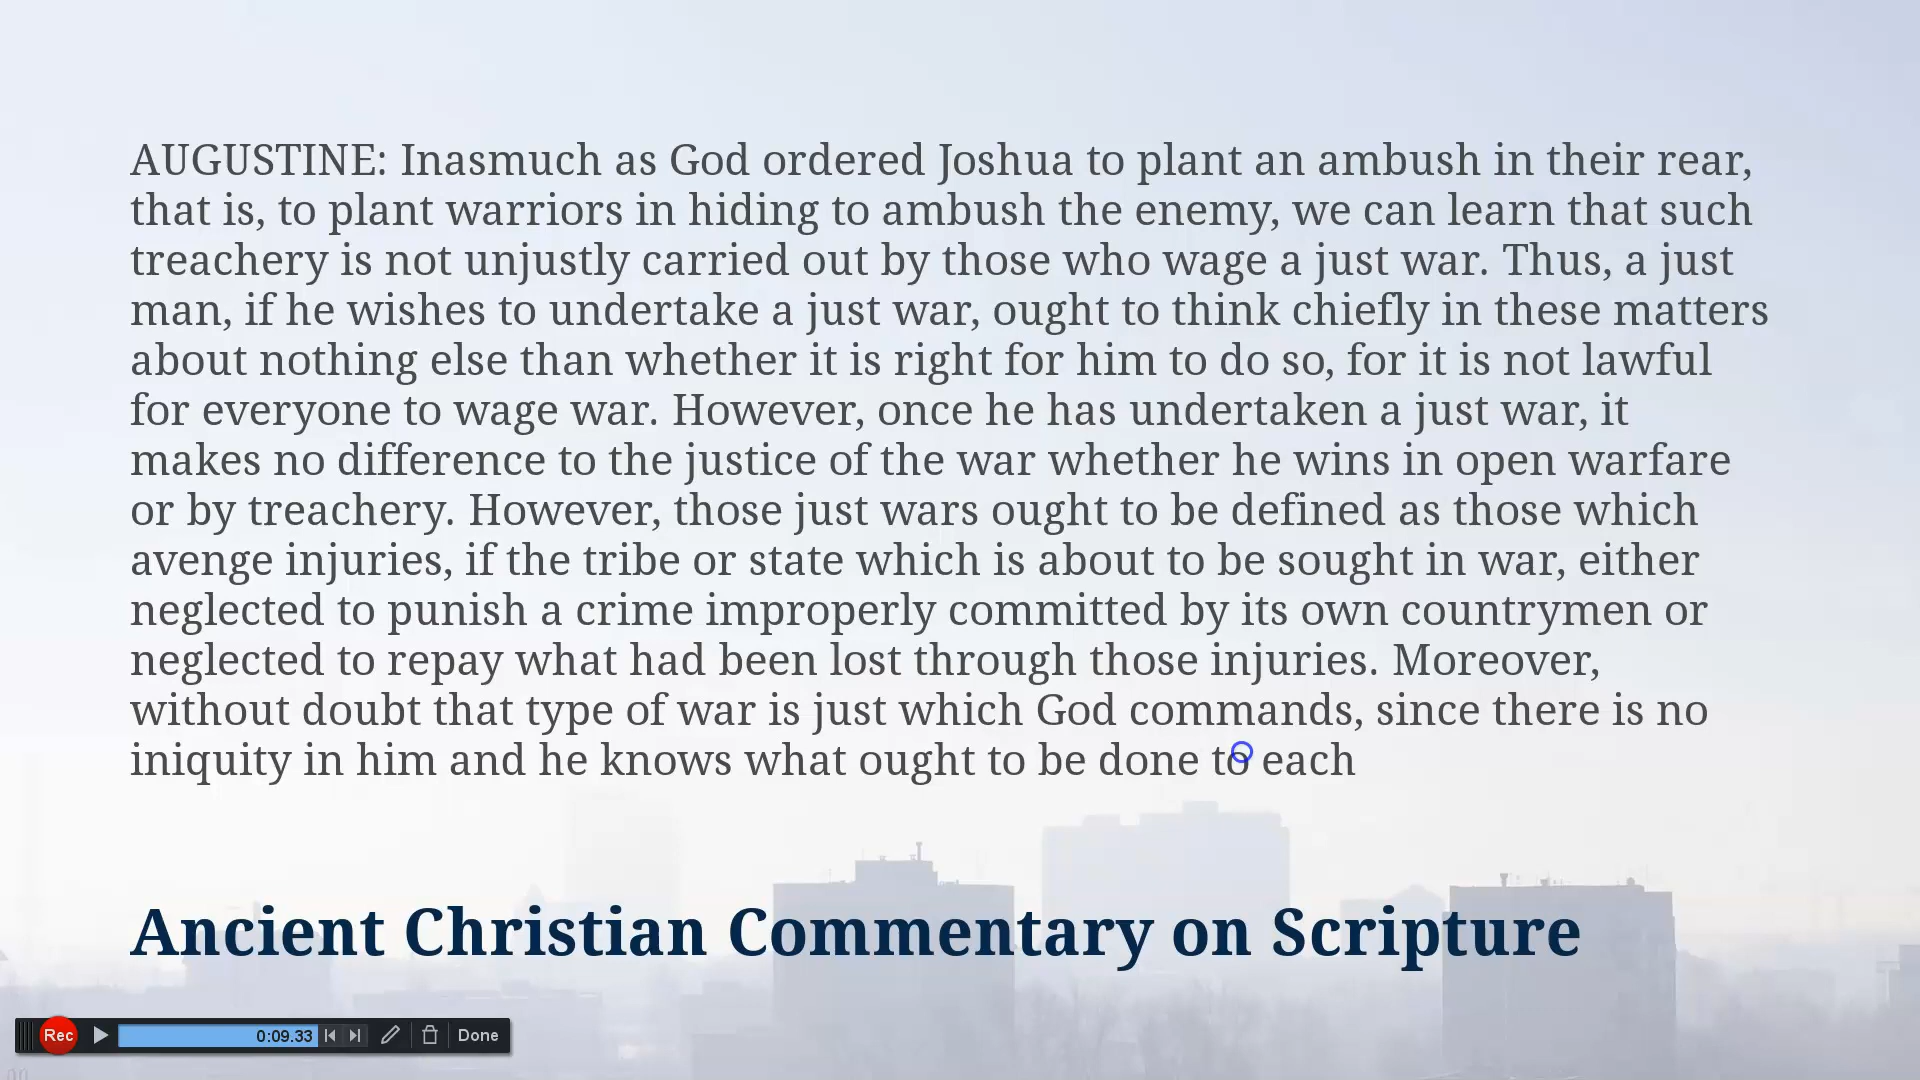 AUGUSTINE: Inasmuch as God ordered Joshua to plant an ambush in their rear,
that is, to plant warriors in hiding to ambush the enemy, we can learn that such
treachery is not unjustly carried out by those who wage a just war. Thus, a just
man, if he wishes to undertake a just war, ought to think chiefly in these matters
about nothing else than whether it is right for him to do so, for it is not lawful
for everyone to wage war. However, once he has undertaken a just war, it
makes no difference to the justice of the war whether he wins in open warfare
or by treachery. However, those just wars ought to be defined as those which
avenge injuries, if the tribe or state which is about to be sought in war, either
neglected to punish a crime improperly committed by its own countrymen or
neglected to repay what had been lost through those injuries. Moreover,
without doubt that type of war is just which God commands, since there is no
iniquity in him and he knows what ought to be done to each
Ancient Christian Commentary on Scripture
Rec 0:09.33 Done